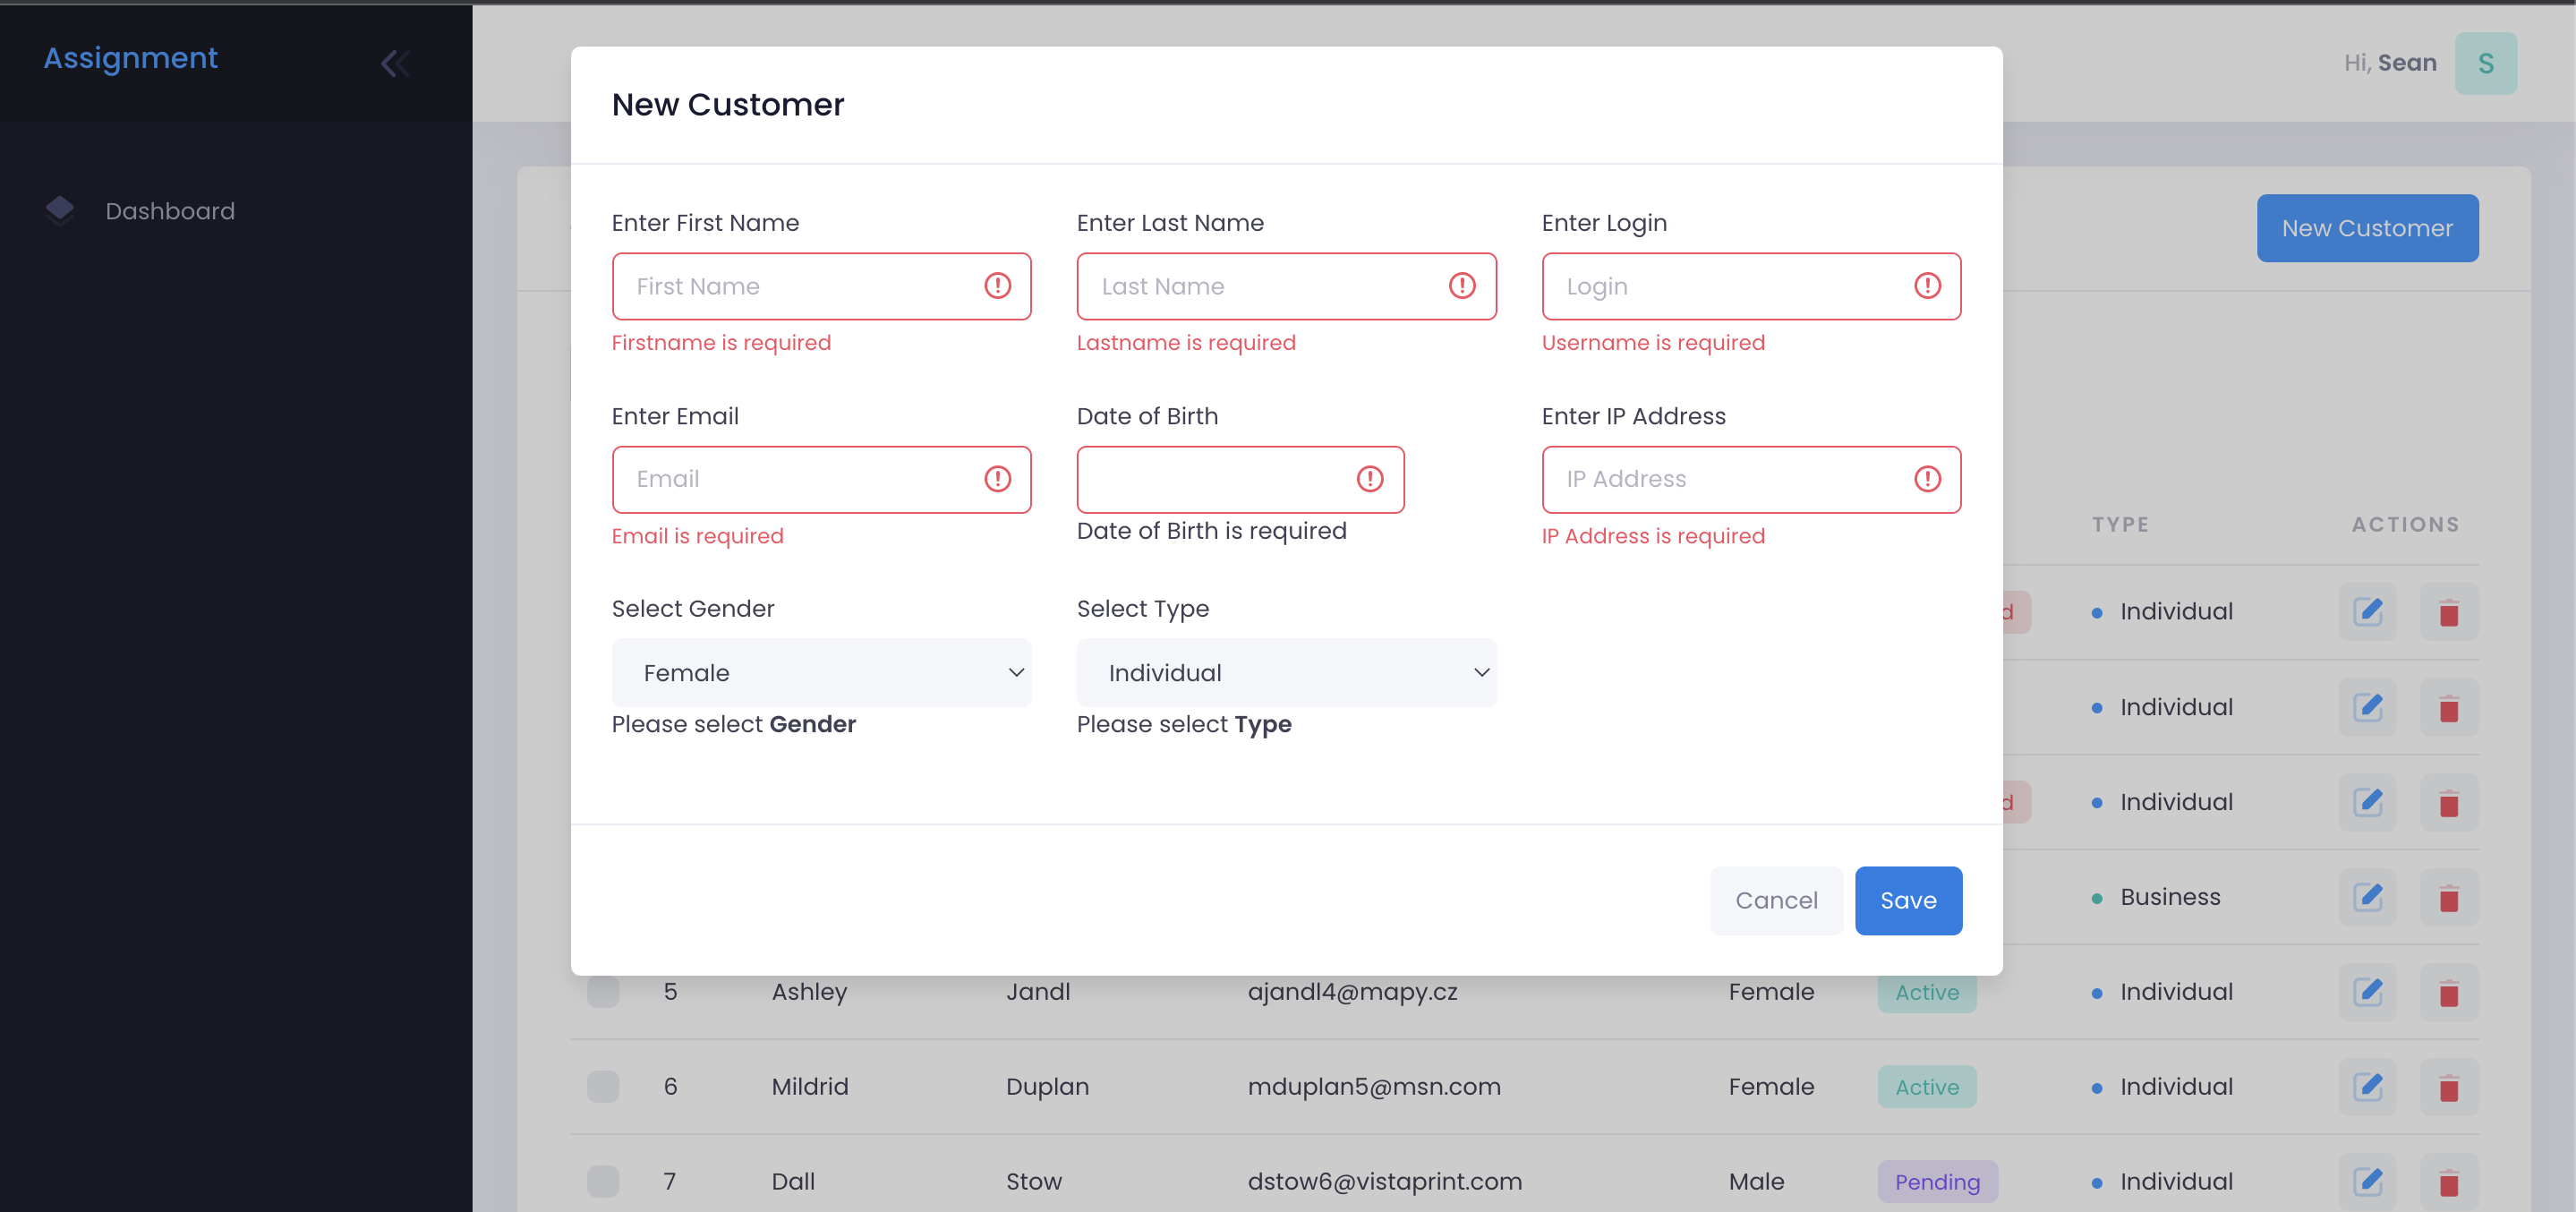 Assignment
Hi, Sean S
Dashboard
New Customer
New Customer
Enter First Name Enter Last Name Enter Login
First Name Last Name Login
Firstname is required Lastname is required Username is required
Enter Email Date of Birth Enter IP Address
Email IP Address
Email is required Date of Birth is required IP Address is required
Select Gender Select Type
Female Individual
Please select Gender Please select Type
Cancel Save
TYPE ACTIONS
d Individual
Individual
d Individual
Business
5 Ashley Jandl ajandl4@mapy.cz Female Active Individual
6 Mildrid Duplan mduplan5@msn.com Female Active Individual
7 Dall Stow dstow6@vistaprint.com Male Pending Individual